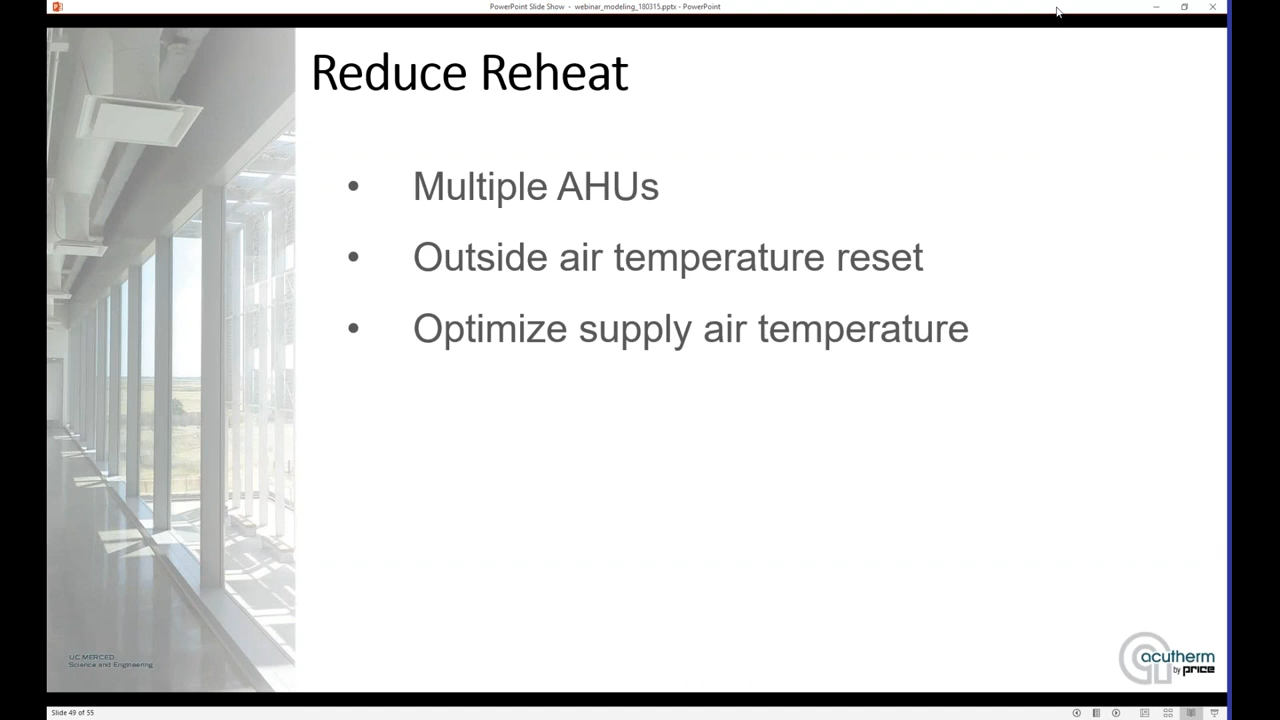 PowerPoint Slide Show - webinar_modeling_180315.pptx - PowerPoint
Reduce Reheat
• Multiple AHUs
• Outside air temperature reset
• Optimize supply air temperature
UC MERCED
Science and Engineering
acutherm
by price
Slide 49 of 55